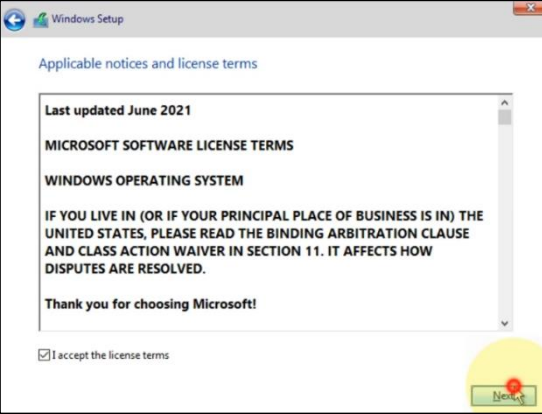 Windows Setup
Applicable notices and license terms
Last updated June 2021
MICROSOFT SOFTWARE LICENSE TERMS
WINDOWS OPERATING SYSTEM
IF YOU LIVE IN (OR IF YOUR PRINCIPAL PLACE OF BUSINESS IS IN) THE
UNITED STATES, PLEASE READ THE BINDING ARBITRATION CLAUSE
AND CLASS ACTION WAIVER IN SECTION 11. IT AFFECTS HOW
DISPUTES ARE RESOLVED.
Thank you for choosing Microsoft!
I accept the license terms
Next